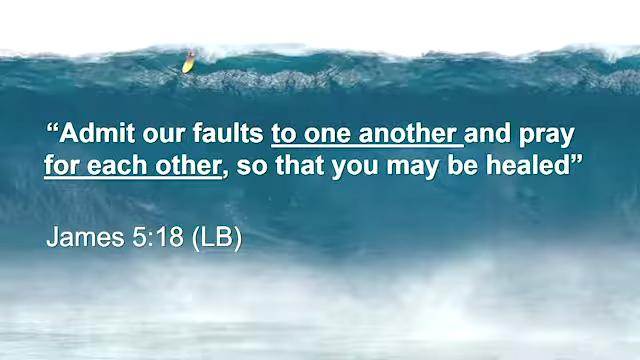 “Admit our faults to one another and pray
for each other, so that you may be healed”
James 5:18 (LB)